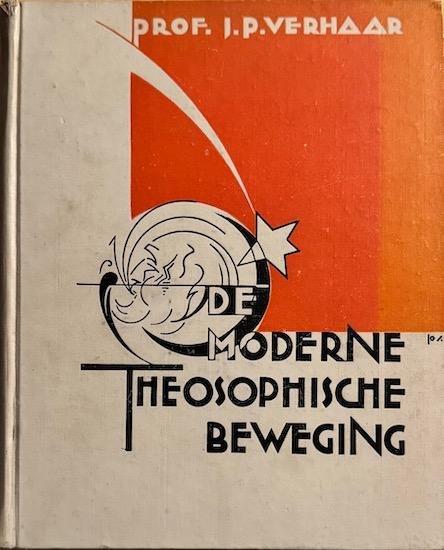 PROF. J.P. VERHAAR
DE
MODERNE
THEOSOPHISCHE
BEWEGING